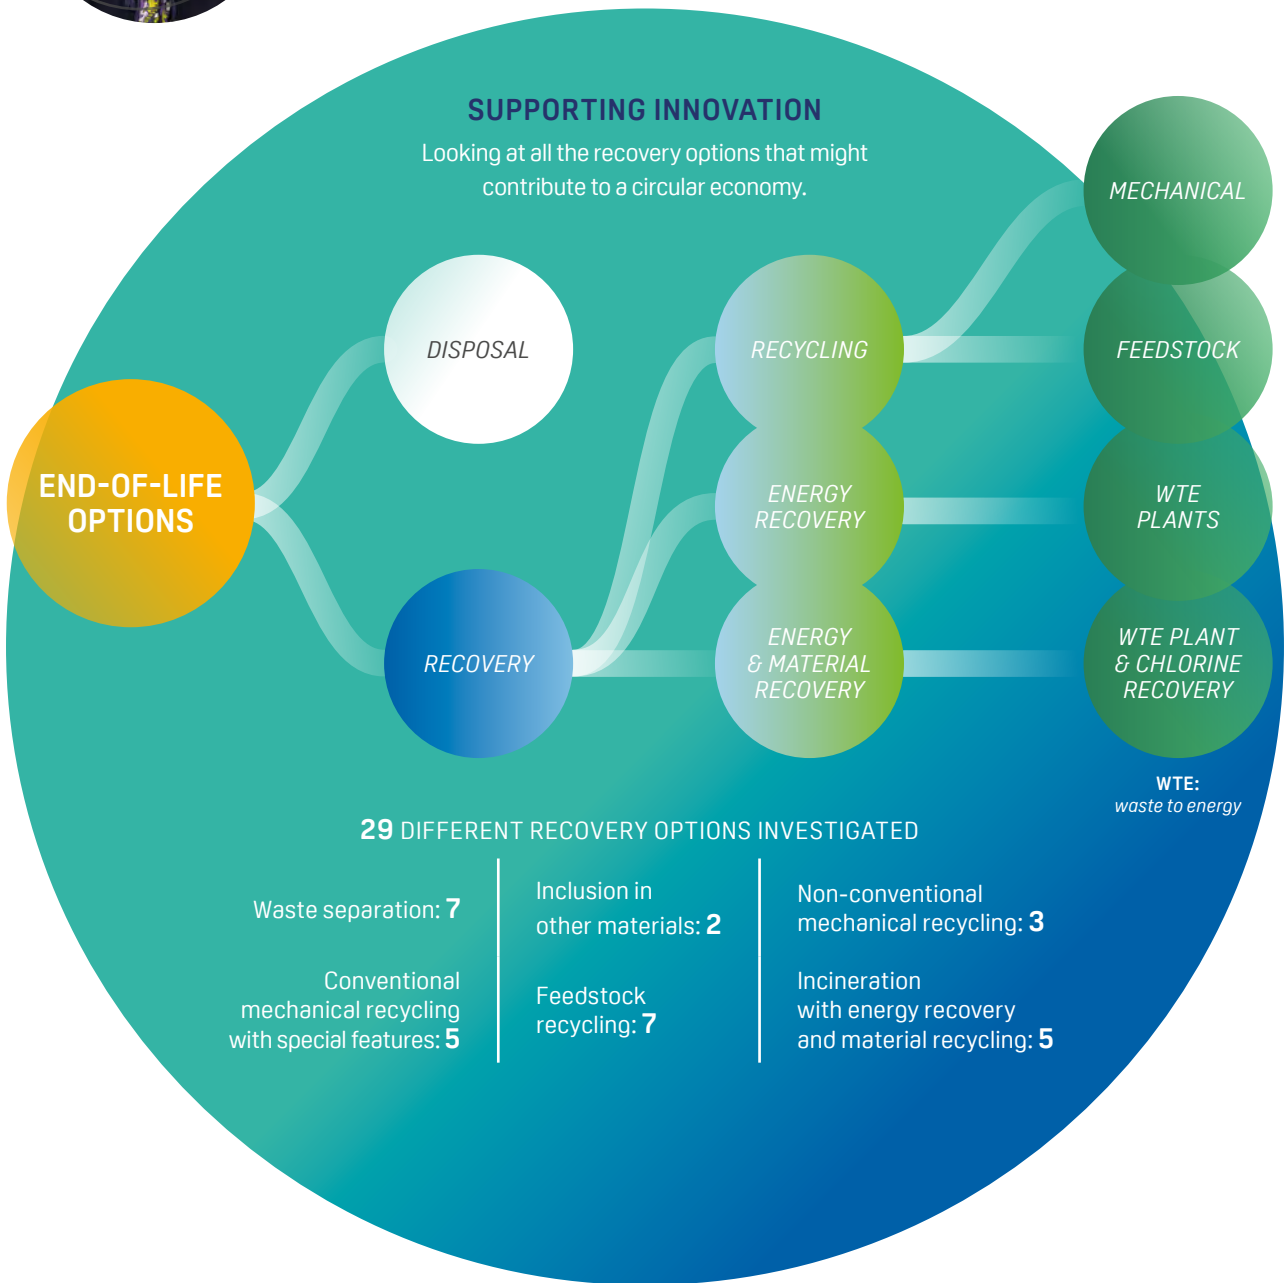 SUPPORTING INNOVATION
Looking at all the recovery options that might
contribute to a circular economy.
END-OF-LIFE
OPTIONS
DISPOSAL
RECOVERY
RECYCLING
ENERGY
RECOVERY
ENERGY
& MATERIAL
RECOVERY
MECHANICAL
FEEDSTOCK
WTE
PLANTS
WTE PLANT
& CHLORINE
RECOVERY
WTE:
waste to energy
29 DIFFERENT RECOVERY OPTIONS INVESTIGATED
Waste separation: 7
Conventional
mechanical recycling
with special features: 5
Inclusion in
other materials: 2
Feedstock
recycling: 7
Non-conventional
mechanical recycling: 3
Incineration
with energy recovery
and material recycling: 5